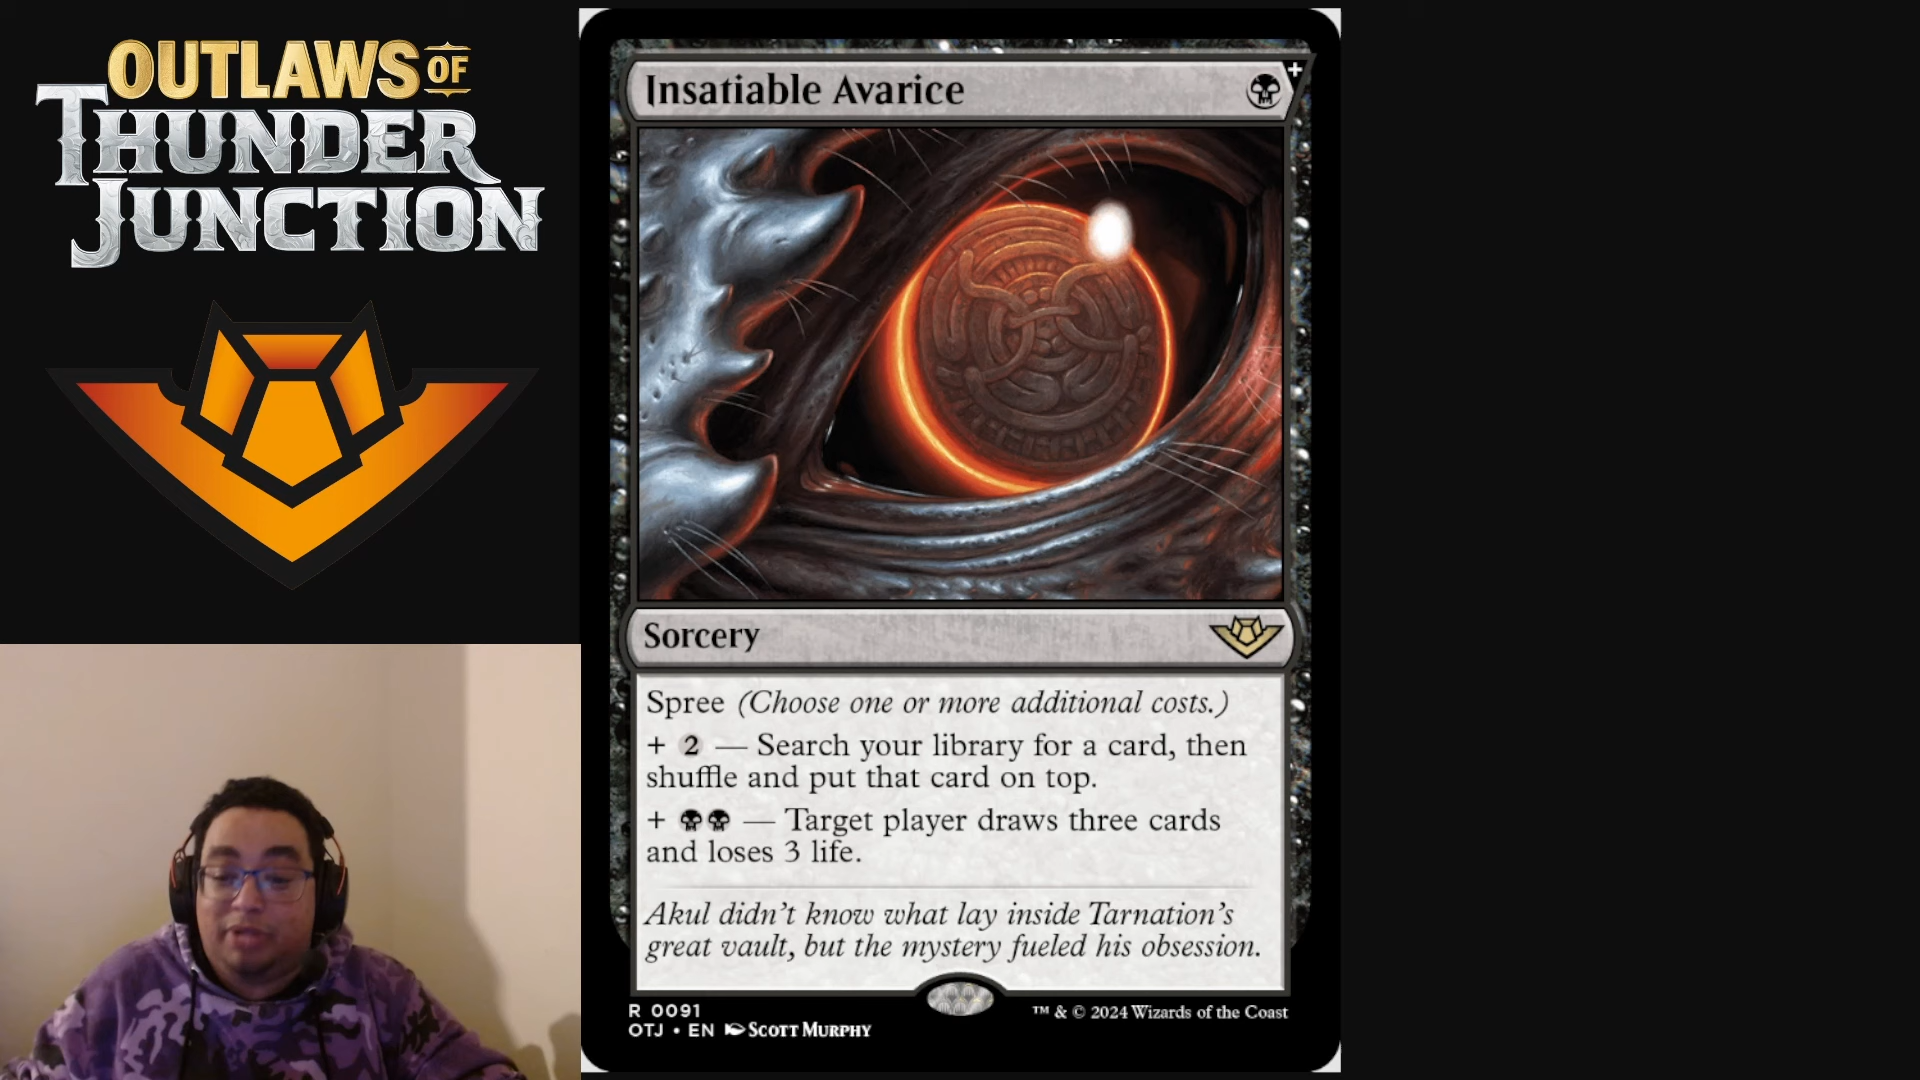 OUTLAWS OF
THUNDER
JUNCTION
Insatiable Avarice
Sorcery
Spree (Choose one or more additional costs.)
+ 2 — Search your library for a card, then
shuffle and put that card on top.
+ — Target player draws three cards
and loses 3 life.
Akul didn't know what lay inside Tarnation's
great vault, but the mystery fueled his obsession.
R 0091
OTJ • EN Scott Murphy
™ & © 2024 Wizards of the Coast